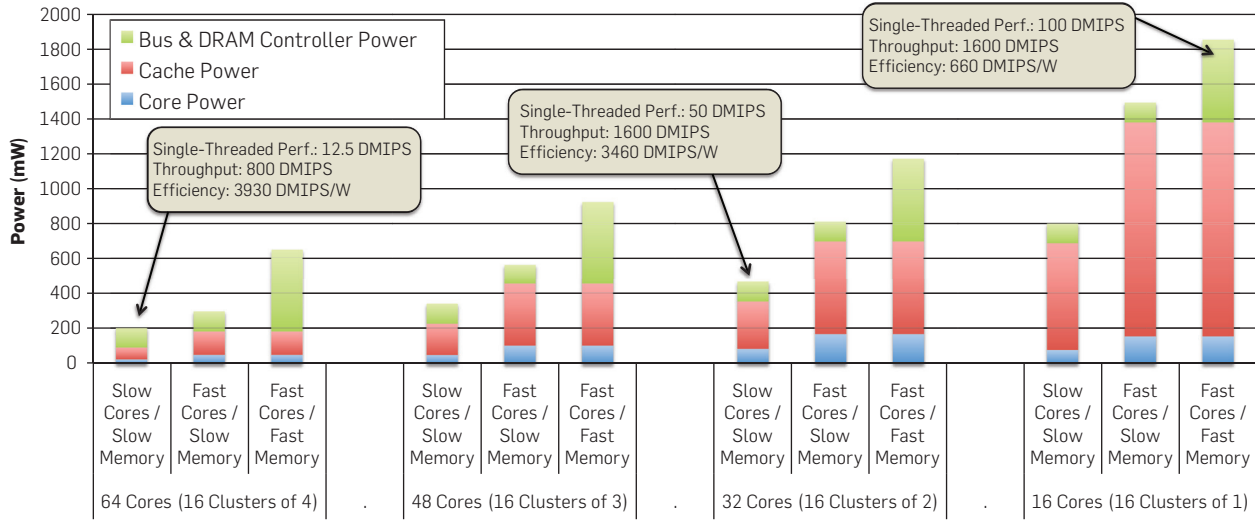 2000
1800
1600
1400
1200
1000
800
600
400
200
0
Power (mW)
Bus & DRAM Controller Power
Cache Power
Core Power
Single-Threaded Perf.: 12.5 DMIPS
Throughput: 800 DMIPS
Efficiency: 3930 DMIPS/W
Single-Threaded Perf.: 50 DMIPS
Throughput: 1600 DMIPS
Efficiency: 3460 DMIPS/W
Single-Threaded Perf.: 100 DMIPS
Throughput: 1600 DMIPS
Efficiency: 660 DMIPS/W
Slow Fast Fast Slow Fast Fast Slow Fast Fast Slow Fast Fast
Cores / Cores / Cores / Cores / Cores / Cores / Cores / Cores / Cores / Cores / Cores / Cores /
Slow Slow Fast Slow Slow Fast Slow Slow Fast Slow Slow Fast
Memory Memory Memory Memory Memory Memory Memory Memory Memory Memory Memory Memory
64 Cores (16 Clusters of 4) . 48 Cores (16 Clusters of 3) . 32 Cores (16 Clusters of 2) . 16 Cores (16 Clusters of 1)